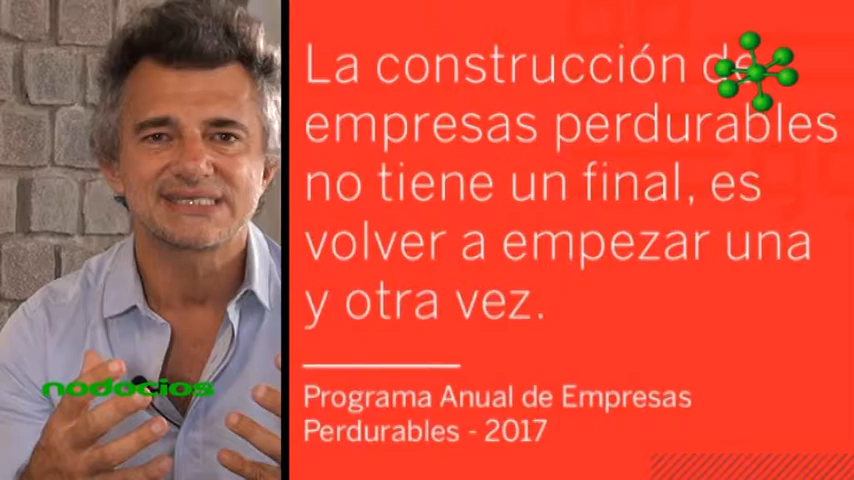 La construcción de
empresas perdurables
no tiene un final, es
volver a empezar una
y otra vez.
nodocios
Programa Anual de Empresas
Perdurables - 2017